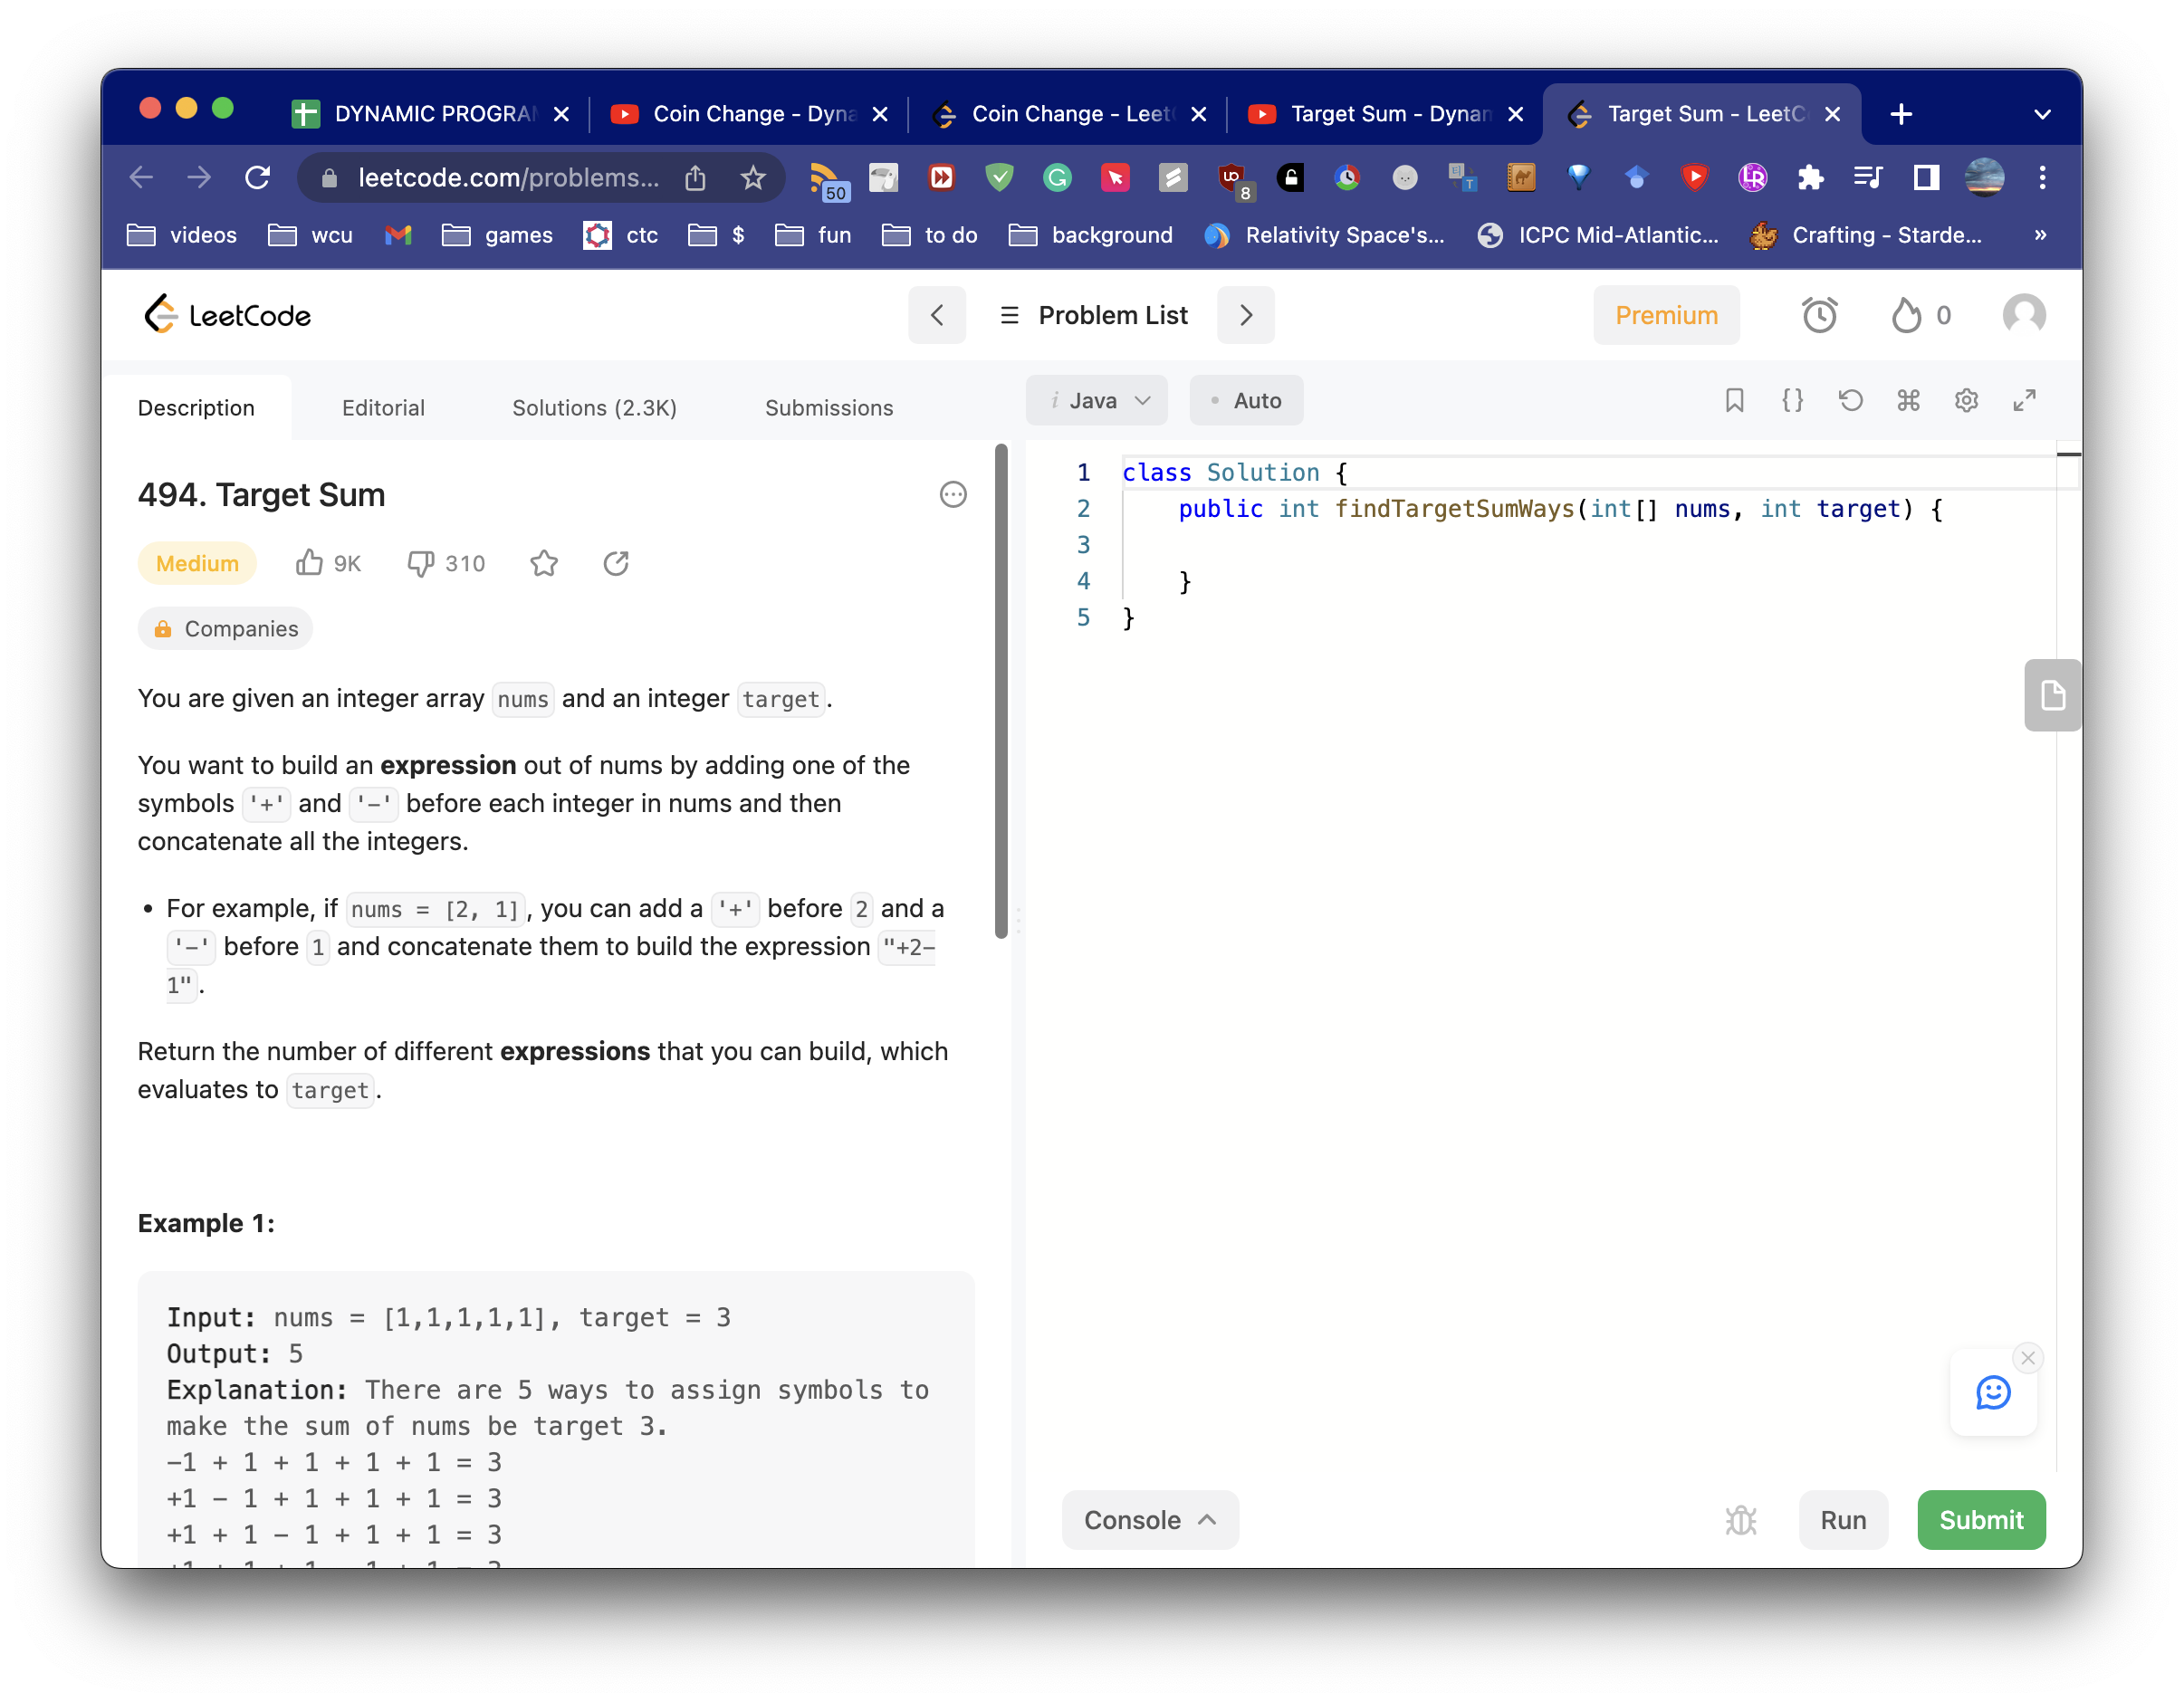 DYNAMIC PROGRA
Coin Change - Dyna
Coin Change - Leet
Target Sum - Dynam
Target Sum - LeetC
leetcode.com/problems...
50
8
videos
wcu
games
ctc
$
fun
to do
background
Relativity Space's...
ICPC Mid-Atlantic...
Crafting - Starde...
»
LeetCode
Problem List
Premium
0
Description
Editorial
Solutions (2.3K)
Submissions
i Java
Auto
494. Target Sum
Medium
9K
310
Companies
You are given an integer array nums and an integer target.
You want to build an expression out of nums by adding one of the
symbols '+' and '-' before each integer in nums and then
concatenate all the integers.
• For example, if nums = [2, 1], you can add a '+' before 2 and a
'-' before 1 and concatenate them to build the expression "+2-
1".
Return the number of different expressions that you can build, which
evaluates to target.
Example 1:
Input: nums = [1,1,1,1,1], target = 3
Output: 5
Explanation: There are 5 ways to assign symbols to
make the sum of nums be target 3.
-1 + 1 + 1 + 1 + 1 = 3
+1 - 1 + 1 + 1 + 1 = 3
+1 + 1 - 1 + 1 + 1 = 3
1 class Solution {
2 public int findTargetSumWays(int[] nums, int target) {
3
4 }
5 }
Console
Run
Submit